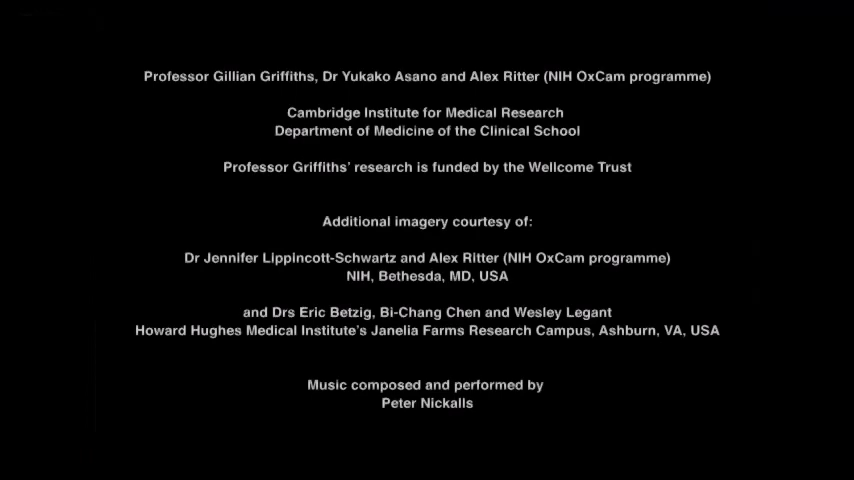 Professor Gillian Griffiths, Dr Yukako Asano and Alex Ritter (NIH OxCam programme)
Cambridge Institute for Medical Research
Department of Medicine of the Clinical School
Professor Griffiths’ research is funded by the Wellcome Trust
Additional imagery courtesy of:
Dr Jennifer Lippincott-Schwartz and Alex Ritter (NIH OxCam programme)
NIH, Bethesda, MD, USA
and Drs Eric Betzig, Bi-Chang Chen and Wesley Legant
Howard Hughes Medical Institute’s Janelia Farms Research Campus, Ashburn, VA, USA
Music composed and performed by
Peter Nickalls